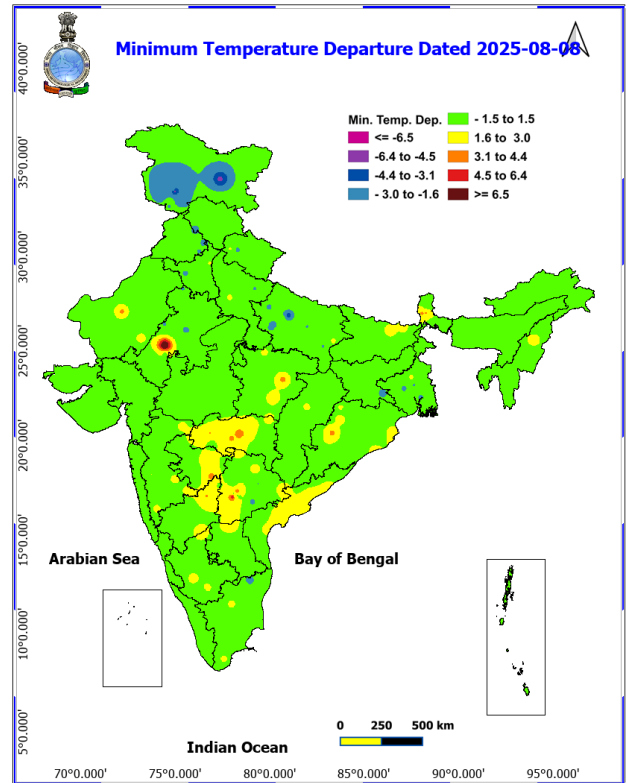 Minimum Temperature Departure Dated 2025-08-08
Min. Temp. Dep.
<= -6.5
-6.4 to -4.5
-4.4 to -3.1
- 3.0 to -1.6
- 1.5 to 1.5
1.6 to 3.0
3.1 to 4.4
4.5 to 6.4
>= 6.5
40°0.000'
35°0.000'
30°0.000'
25°0.000'
20°0.000'
15°0.000'
10°0.000'
5°0.000'
Arabian Sea
Bay of Bengal
0 250 500 km
Indian Ocean
70°0.000' 75°0.000' 80°0.000' 85°0.000' 90°0.000' 95°0.000'